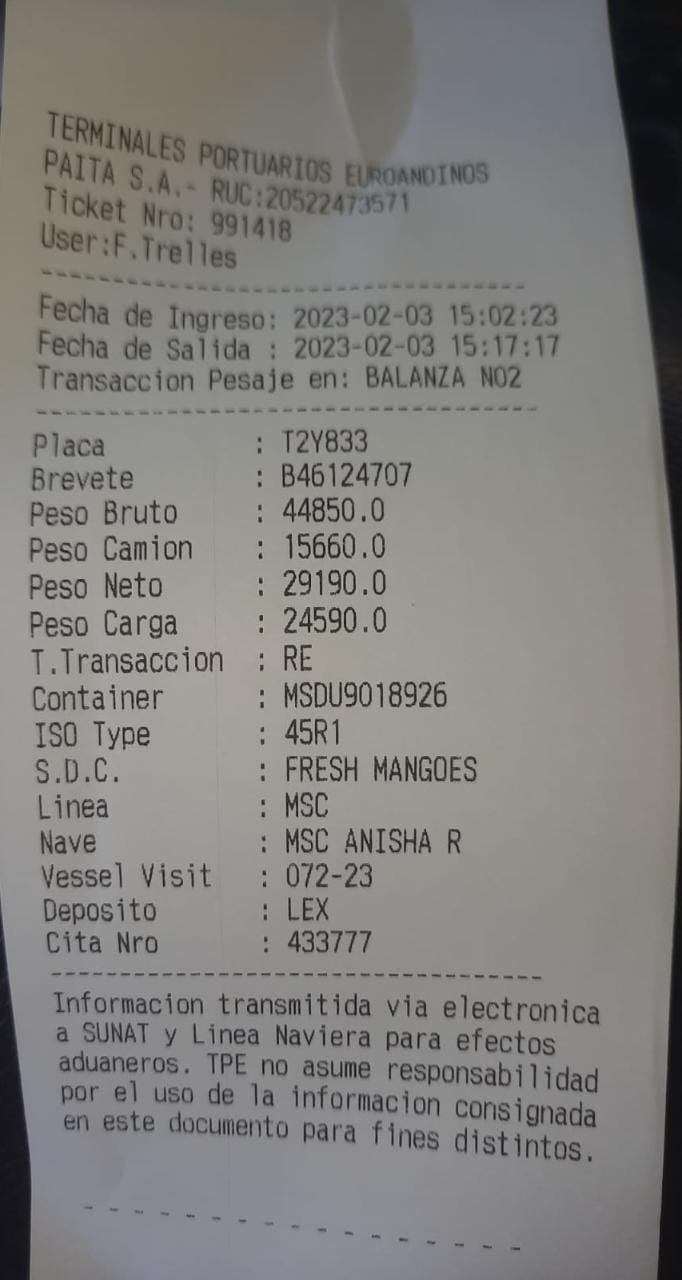 TERMINALES PORTUARIOS EUROANDINOS
PAITA S.A.- RUC:20522473571
Ticket Nro: 991418
User:F.Trelles
-----------------------------------
Fecha de Ingreso: 2023-02-03 15:02:23
Fecha de Salida : 2023-02-03 15:17:17
Transaccion Pesaje en: BALANZA NO2
-----------------------------------
Placa : T2Y833
Brevete : B46124707
Peso Bruto : 44850.0
Peso Camion : 15660.0
Peso Neto : 29190.0
Peso Carga : 24590.0
T.Transaccion : RE
Container : MSDU9018926
ISO Type : 45R1
S.D.C. : FRESH MANGOES
Linea : MSC
Nave : MSC ANISHA R
Vessel Visit : 072-23
Deposito : LEX
Cita Nro : 433777
-----------------------------------
Informacion transmitida via electronica
a SUNAT y Linea Naviera para efectos
aduaneros. TPE no asume responsabilidad
por el uso de la informacion consignada
en este documento para fines distintos.
- - - - - - - - - - - - - - - - -